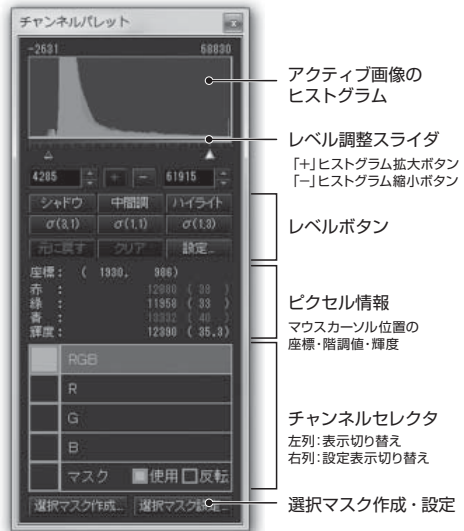 チャンネルパレット
-2631 68830
アクティブ画像の
ヒストグラム
レベル調整スライダ
「+」ヒストグラム拡大ボタン
「−」ヒストグラム縮小ボタン
4285 + − 61915
シャドウ 中間調 ハイライト
σ(3,1) σ(1,1) σ(1,3)
元に戻す クリア 設定...
レベルボタン
座標: ( 1930, 986)
赤 : 12880 ( 38 )
緑 : 11958 ( 33 )
青 : ( 40 )
輝度: 12390 ( 35.3)
ピクセル情報
マウスカーソル位置の
座標・階調値・輝度
RGB
R
G
B
マスク 使用 反転
チャンネルセレクタ
左列:表示切り替え
右列:設定表示切り替え
選択マスク作成... 選択マスク設定...
選択マスク作成・設定